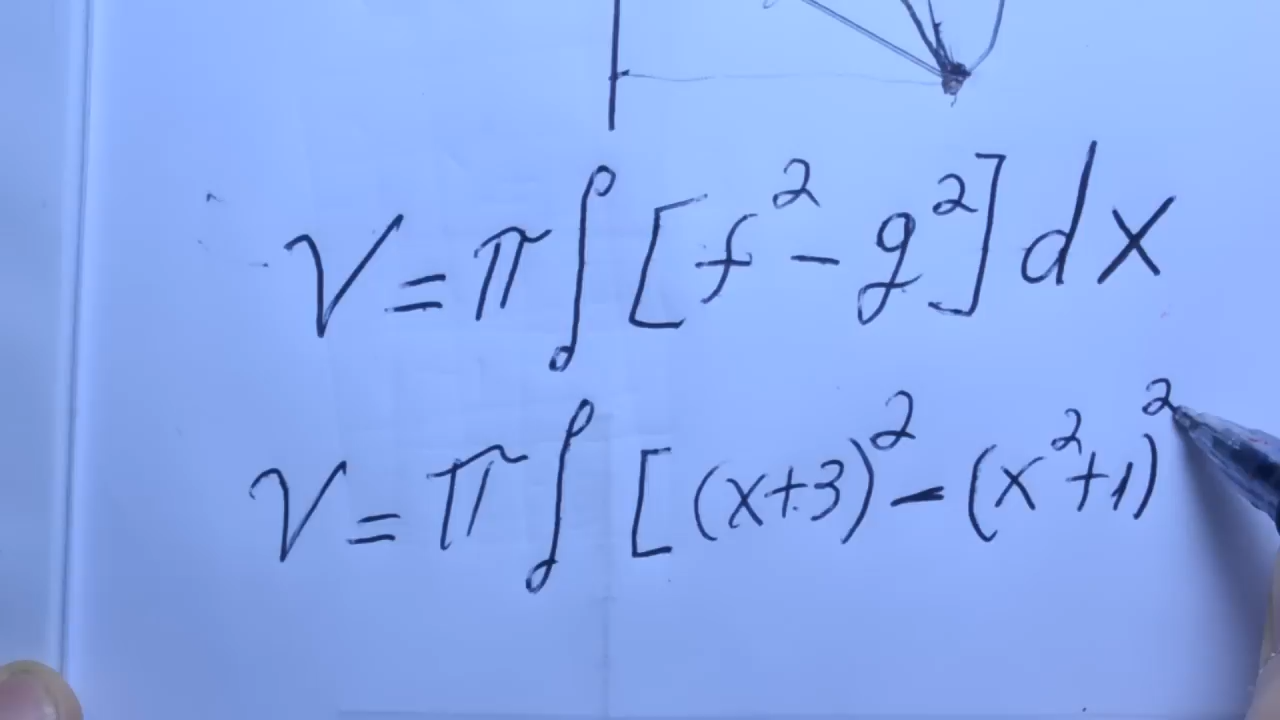 V = π∫[f² - g²]dx
V = π∫[(x+3)² - (x²+1)²